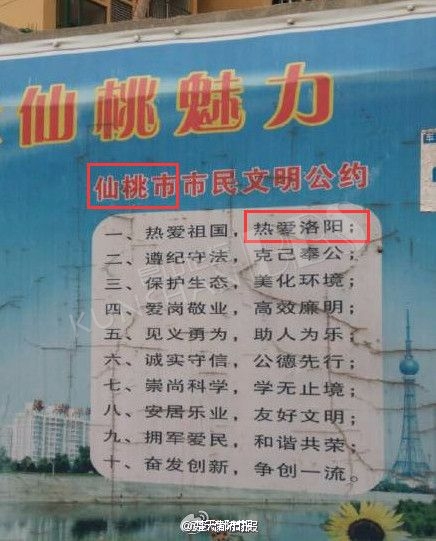 仙桃魅力
仙桃市市民文明公约
一、热爱祖国，热爱洛阳；
二、遵纪守法，克己奉公；
三、保护生态，美化环境；
四、爱岗敬业，高效廉明；
五、见义勇为，助人为乐；
六、诚实守信，公德先行；
七、崇尚科学，学无止境；
八、安居乐业，友好文明；
九、拥军爱民，和谐共荣；
十、奋发创新，争创一流。